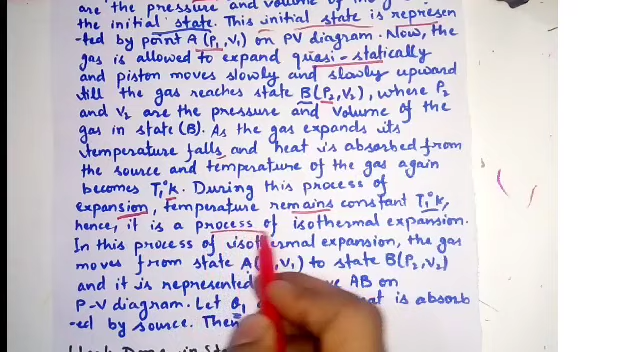 are the pressure and volume of the
the initial state. This initial state is represen
-ted by point A (P₁, V₁) on PV diagram. Now, the
gas is allowed to expand quasi-statically
and piston moves slowly and slowly upward
till the gas reaches state B(P₂, V₂), where P₂
and V₂ are the pressure and volume of the
gas in state (B). As the gas expands its
temperature falls and heat is absorbed from
the source and temperature of the gas again
becomes T₁°k. During this process of
expansion, temperature remains constant T₁°k,
hence, it is a process of isothermal expansion.
In this process of isothermal expansion, the gas
moves from state A( ,V₁) to state B(P₂, V₂)
and it is represented AB on
P-V diagram. Let Q₁ is absorb
-ed by source. Then